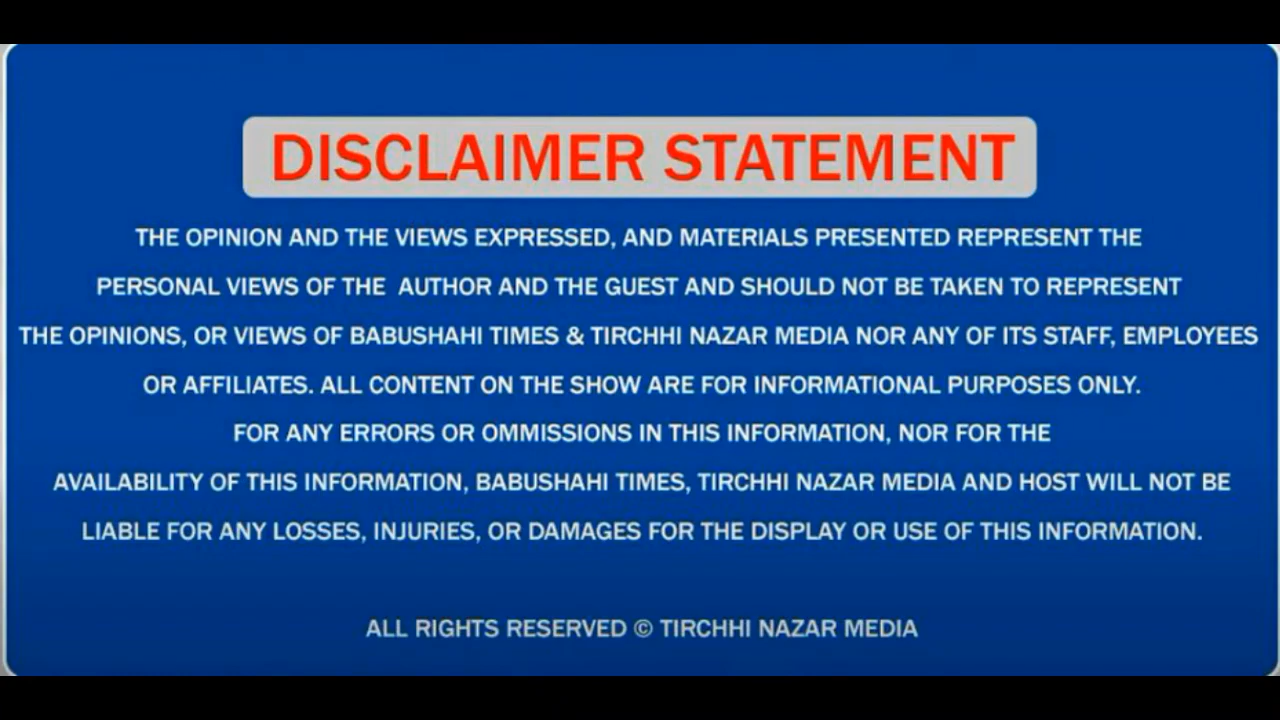 DISCLAIMER STATEMENT
THE OPINION AND THE VIEWS EXPRESSED, AND MATERIALS PRESENTED REPRESENT THE
PERSONAL VIEWS OF THE AUTHOR AND THE GUEST AND SHOULD NOT BE TAKEN TO REPRESENT
THE OPINIONS, OR VIEWS OF BABUSHAHI TIMES & TIRCHHI NAZAR MEDIA NOR ANY OF ITS STAFF, EMPLOYEES
OR AFFILIATES. ALL CONTENT ON THE SHOW ARE FOR INFORMATIONAL PURPOSES ONLY.
FOR ANY ERRORS OR OMMISSIONS IN THIS INFORMATION, NOR FOR THE
AVAILABILITY OF THIS INFORMATION, BABUSHAHI TIMES, TIRCHHI NAZAR MEDIA AND HOST WILL NOT BE
LIABLE FOR ANY LOSSES, INJURIES, OR DAMAGES FOR THE DISPLAY OR USE OF THIS INFORMATION.
ALL RIGHTS RESERVED © TIRCHHI NAZAR MEDIA